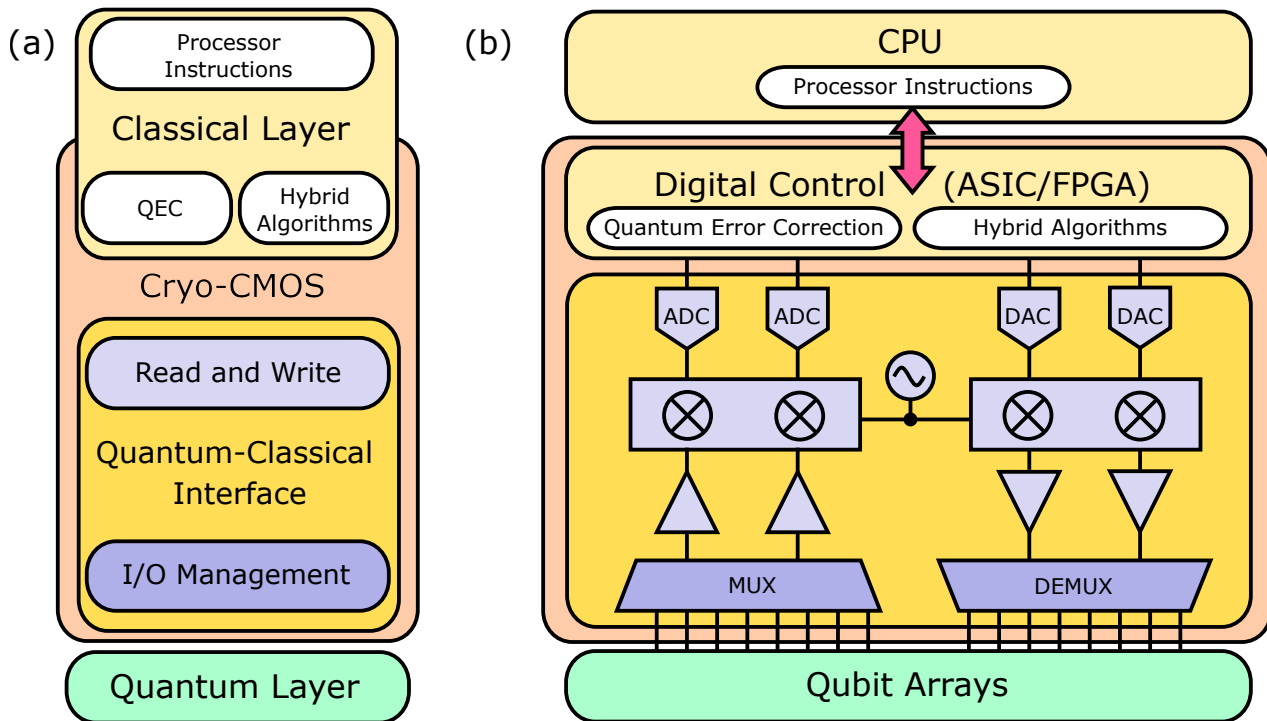 (a)
Processor
Instructions
Classical Layer
QEC
Hybrid
Algorithms
Cryo-CMOS
Read and Write
Quantum-Classical
Interface
I/O Management
Quantum Layer
(b)
CPU
Processor Instructions
Digital Control (ASIC/FPGA)
Quantum Error Correction
Hybrid Algorithms
ADC
ADC
DAC
DAC
MUX
DEMUX
Qubit Arrays